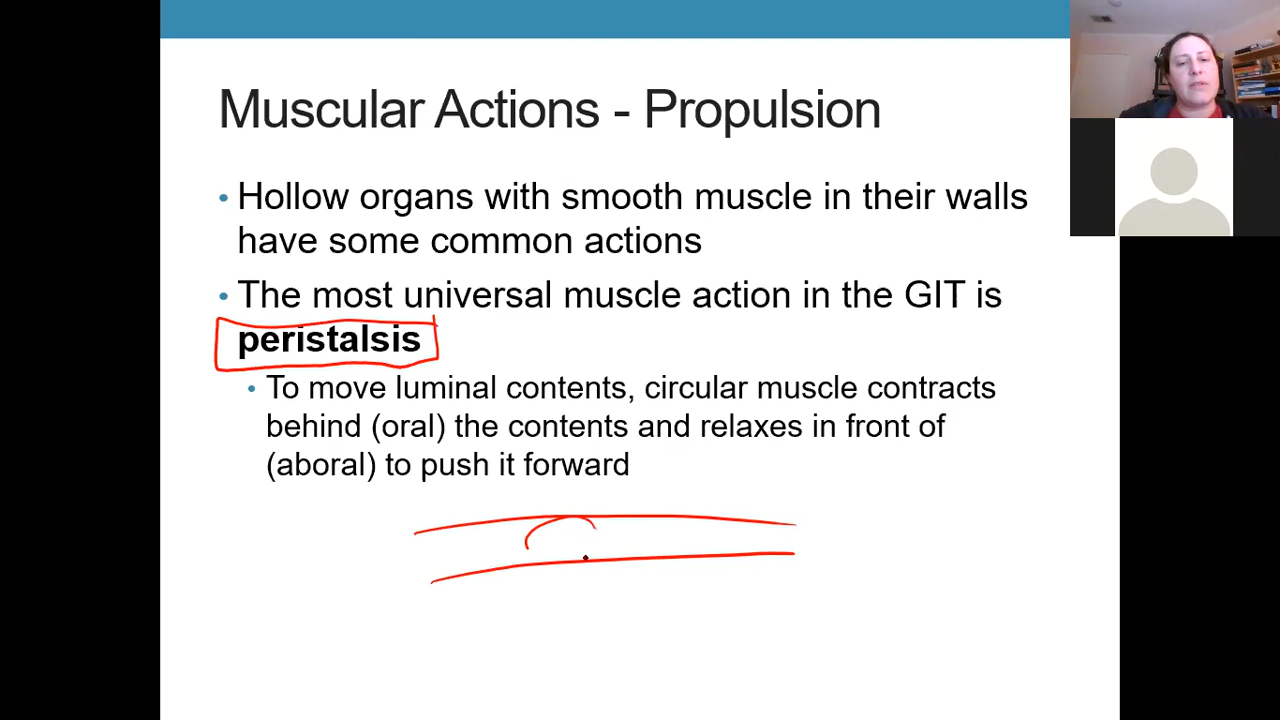 Muscular Actions - Propulsion
• Hollow organs with smooth muscle in their walls
have some common actions
• The most universal muscle action in the GIT is
peristalsis
• To move luminal contents, circular muscle contracts
behind (oral) the contents and relaxes in front of
(aboral) to push it forward